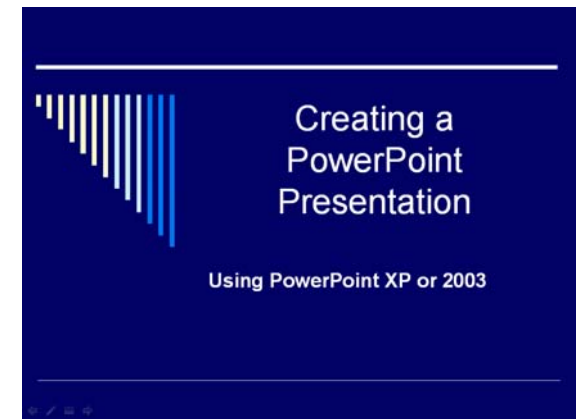 Creating a
PowerPoint
Presentation
Using PowerPoint XP or 2003